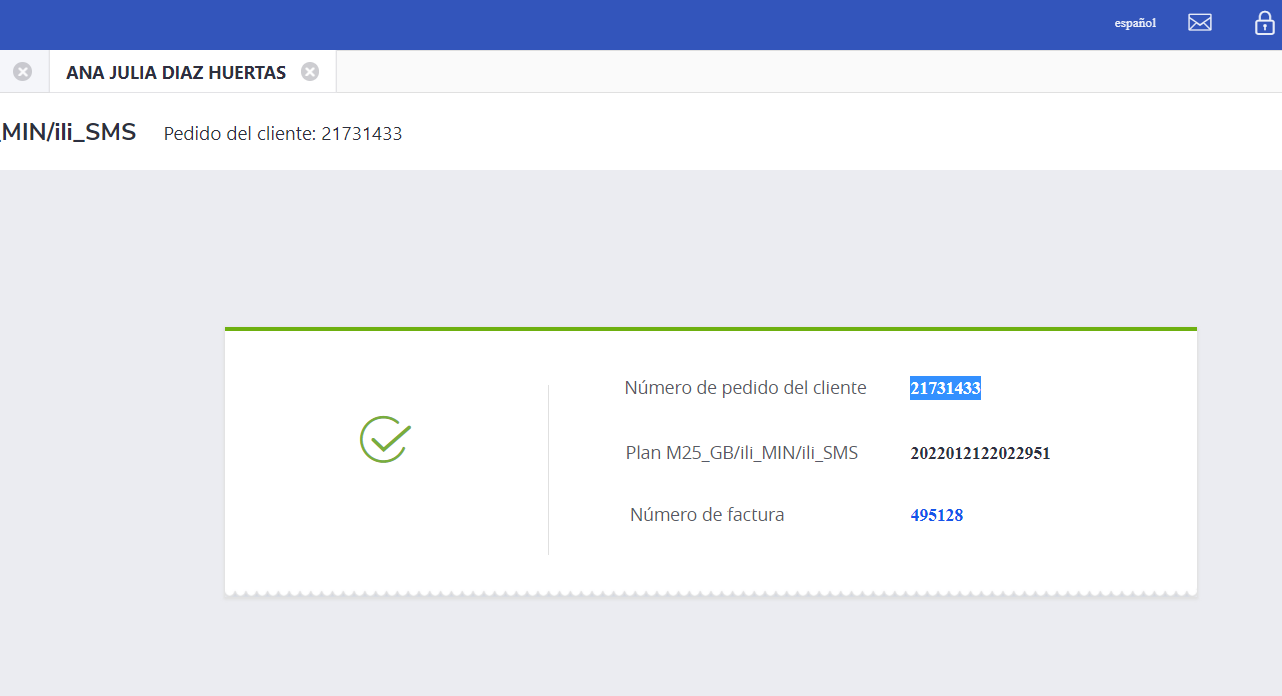 español
ANA JULIA DIAZ HUERTAS
_MIN/ili_SMS Pedido del cliente: 21731433
Número de pedido del cliente 21731433
Plan M25_GB/ili_MIN/ili_SMS 2022012122022951
Número de factura 495128